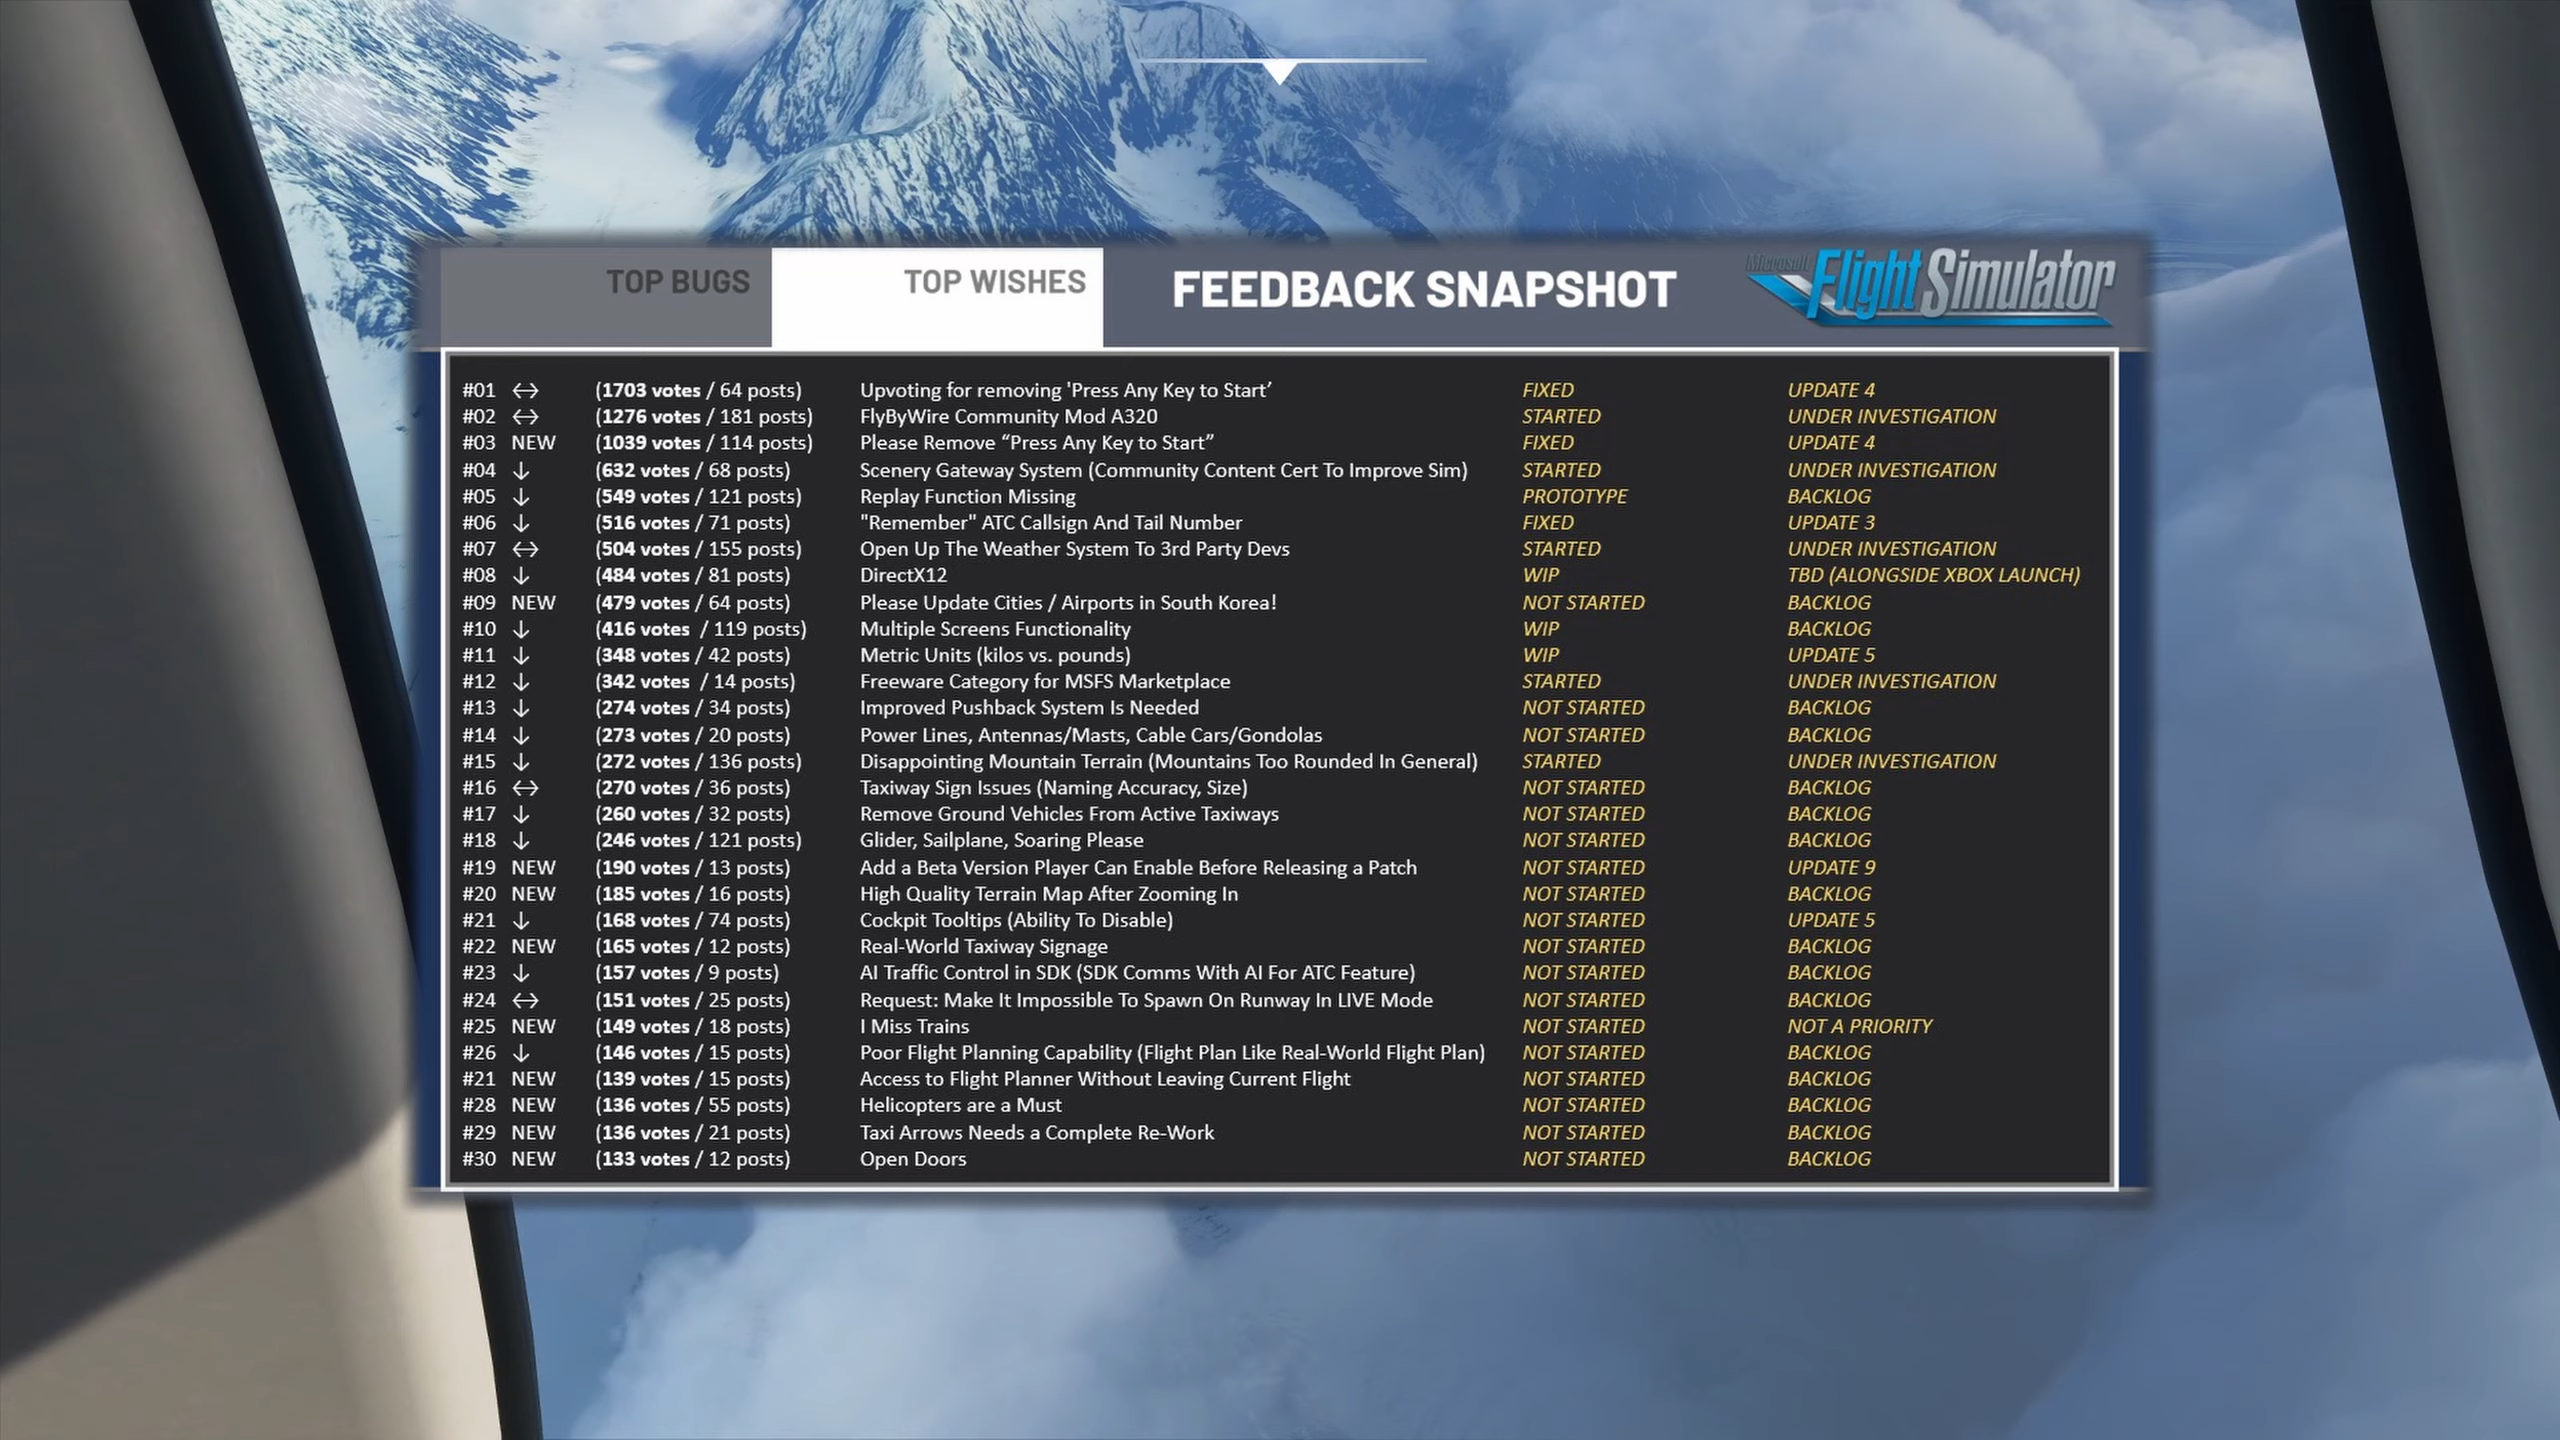 TOP BUGS TOP WISHES FEEDBACK SNAPSHOT Microsoft Flight Simulator
#01 ↔ (1703 votes / 64 posts) Upvoting for removing 'Press Any Key to Start’ FIXED UPDATE 4
#02 ↔ (1276 votes / 181 posts) FlyByWire Community Mod A320 STARTED UNDER INVESTIGATION
#03 NEW (1039 votes / 114 posts) Please Remove “Press Any Key to Start” FIXED UPDATE 4
#04 ↓ (632 votes / 68 posts) Scenery Gateway System (Community Content Cert To Improve Sim) STARTED UNDER INVESTIGATION
#05 ↓ (549 votes / 121 posts) Replay Function Missing PROTOTYPE BACKLOG
#06 ↓ (516 votes / 71 posts) "Remember" ATC Callsign And Tail Number FIXED UPDATE 3
#07 ↔ (504 votes / 155 posts) Open Up The Weather System To 3rd Party Devs STARTED UNDER INVESTIGATION
#08 ↓ (484 votes / 81 posts) DirectX12 WIP TBD (ALONGSIDE XBOX LAUNCH)
#09 NEW (479 votes / 64 posts) Please Update Cities / Airports in South Korea! NOT STARTED BACKLOG
#10 ↓ (416 votes / 119 posts) Multiple Screens Functionality WIP BACKLOG
#11 ↓ (348 votes / 42 posts) Metric Units (kilos vs. pounds) WIP UPDATE 5
#12 ↓ (342 votes / 14 posts) Freeware Category for MSFS Marketplace STARTED UNDER INVESTIGATION
#13 ↓ (274 votes / 34 posts) Improved Pushback System Is Needed NOT STARTED BACKLOG
#14 ↓ (273 votes / 20 posts) Power Lines, Antennas/Masts, Cable Cars/Gondolas NOT STARTED BACKLOG
#15 ↓ (272 votes / 136 posts) Disappointing Mountain Terrain (Mountains Too Rounded In General) STARTED UNDER INVESTIGATION
#16 ↔ (270 votes / 36 posts) Taxiway Sign Issues (Naming Accuracy, Size) NOT STARTED BACKLOG
#17 ↓ (260 votes / 32 posts) Remove Ground Vehicles From Active Taxiways NOT STARTED BACKLOG
#18 ↓ (246 votes / 121 posts) Glider, Sailplane, Soaring Please NOT STARTED BACKLOG
#19 NEW (190 votes / 13 posts) Add a Beta Version Player Can Enable Before Releasing a Patch NOT STARTED UPDATE 9
#20 NEW (185 votes / 16 posts) High Quality Terrain Map After Zooming In NOT STARTED BACKLOG
#21 ↓ (168 votes / 74 posts) Cockpit Tooltips (Ability To Disable) NOT STARTED UPDATE 5
#22 NEW (165 votes / 12 posts) Real-World Taxiway Signage NOT STARTED BACKLOG
#23 ↓ (157 votes / 9 posts) AI Traffic Control in SDK (SDK Comms With AI For ATC Feature) NOT STARTED BACKLOG
#24 ↔ (151 votes / 25 posts) Request: Make It Impossible To Spawn On Runway In LIVE Mode NOT STARTED BACKLOG
#25 NEW (149 votes / 18 posts) I Miss Trains NOT STARTED NOT A PRIORITY
#26 ↓ (146 votes / 15 posts) Poor Flight Planning Capability (Flight Plan Like Real-World Flight Plan) NOT STARTED BACKLOG
#21 NEW (139 votes / 15 posts) Access to Flight Planner Without Leaving Current Flight NOT STARTED BACKLOG
#28 NEW (136 votes / 55 posts) Helicopters are a Must NOT STARTED BACKLOG
#29 NEW (136 votes / 21 posts) Taxi Arrows Needs a Complete Re-Work NOT STARTED BACKLOG
#30 NEW (133 votes / 12 posts) Open Doors NOT STARTED BACKLOG